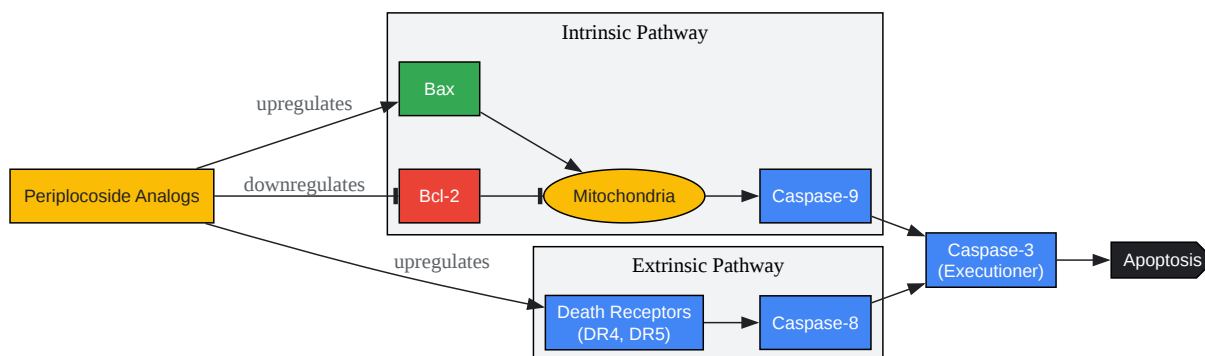 Intrinsic Pathway
Bax
upregulates
Periplocoside Analogs
downregulates
Bcl-2
Mitochondria
Caspase-9
upregulates
Extrinsic Pathway
Death Receptors
(DR4, DR5)
Caspase-8
Caspase-3
(Executioner)
Apoptosis